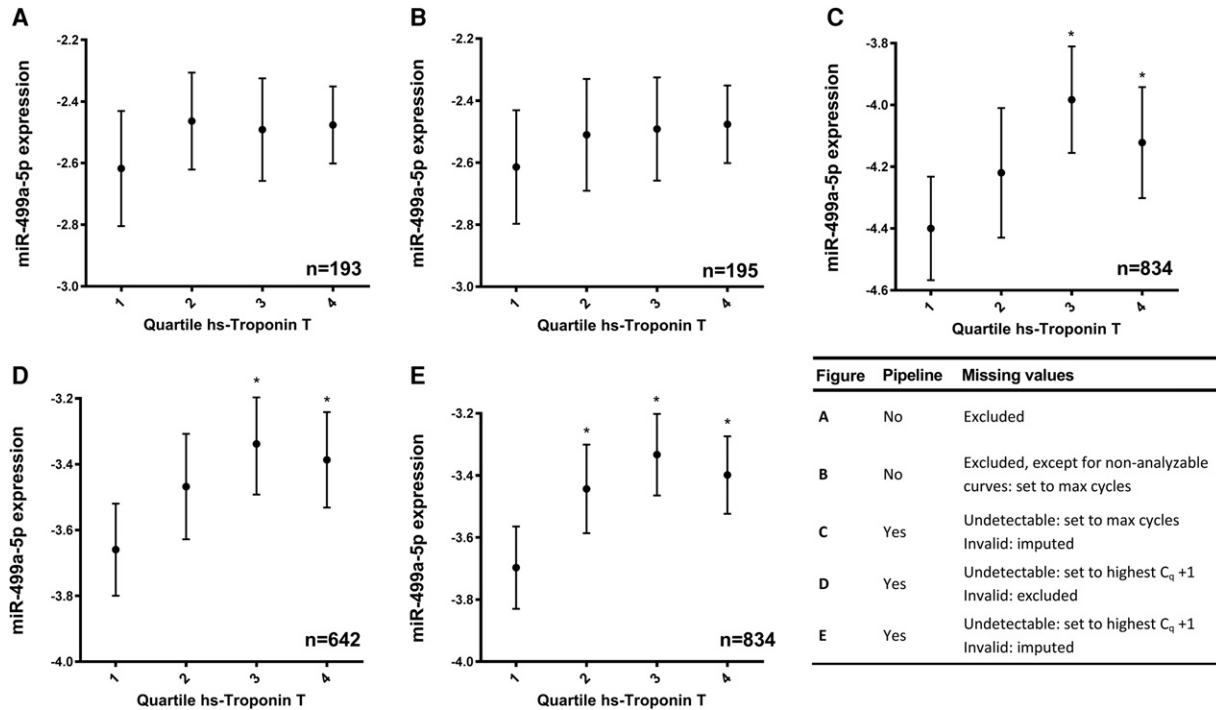 A
-2.2
-2.4
-2.6
-2.8
-3.0
miR-499a-5p expression
1 2 3 4
Quartile hs-Troponin T
n=193
B
-2.2
-2.4
-2.6
-2.8
-3.0
miR-499a-5p expression
1 2 3 4
Quartile hs-Troponin T
n=195
C
-3.8
-4.0
-4.2
-4.4
-4.6
miR-499a-5p expression
* *
1 2 3 4
Quartile hs-Troponin T
n=834
D
-3.2
-3.4
-3.6
-3.8
-4.0
miR-499a-5p expression
* *
1 2 3 4
Quartile hs-Troponin T
n=642
E
-3.2
-3.4
-3.6
-3.8
-4.0
miR-499a-5p expression
* * *
1 2 3 4
Quartile hs-Troponin T
n=834
Figure Pipeline Missing values
A No Excluded
B No Excluded, except for non-analyzable
curves: set to max cycles
C Yes Undetectable: set to max cycles
Invalid: imputed
D Yes Undetectable: set to highest Cq +1
Invalid: excluded
E Yes Undetectable: set to highest Cq +1
Invalid: imputed